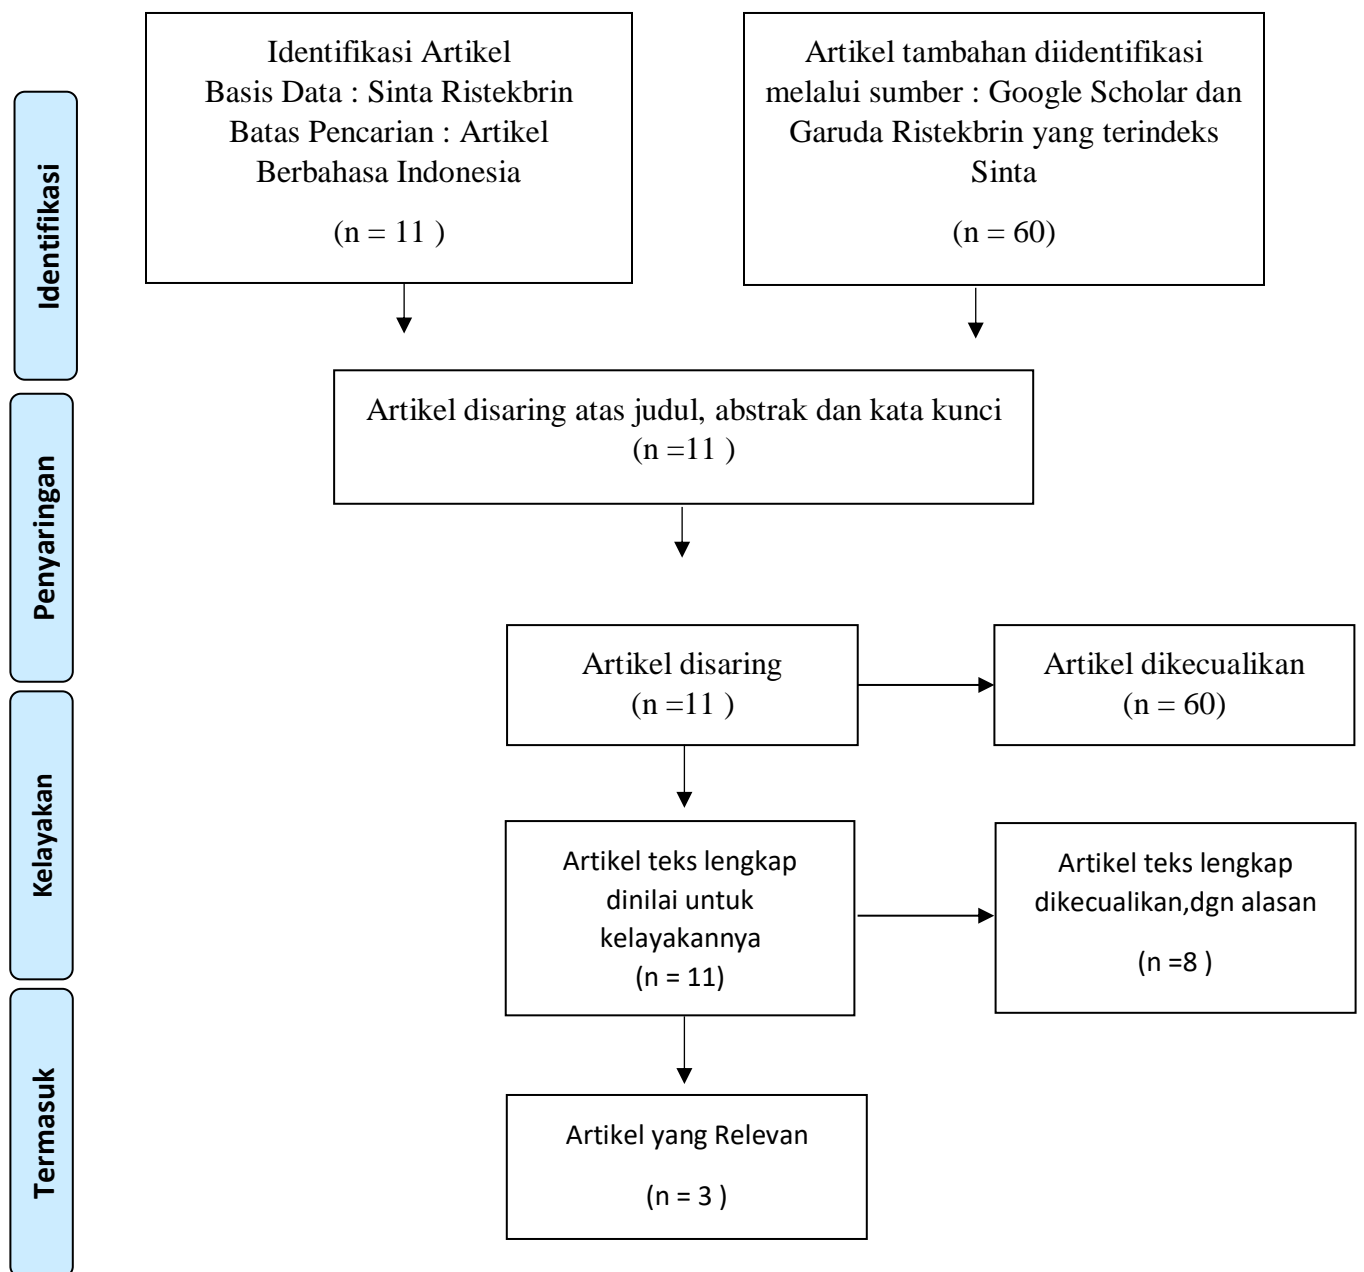 Identifikasi Artikel
Basis Data : Sinta Ristekbrin
Batas Pencarian : Artikel
Berbahasa Indonesia
(n = 11 )
Artikel tambahan diidentifikasi
melalui sumber : Google Scholar dan
Garuda Ristekbrin yang terindeks
Sinta
(n = 60)
Identifikasi
Artikel disaring atas judul, abstrak dan kata kunci
(n =11 )
Penyaringan
Artikel disaring
(n =11 )
Artikel dikecualikan
(n = 60)
Kelayakan
Artikel teks lengkap
dinilai untuk
kelayakannya
(n = 11)
Artikel teks lengkap
dikecualikan,dgn alasan
(n =8 )
Termasuk
Artikel yang Relevan
(n = 3 )